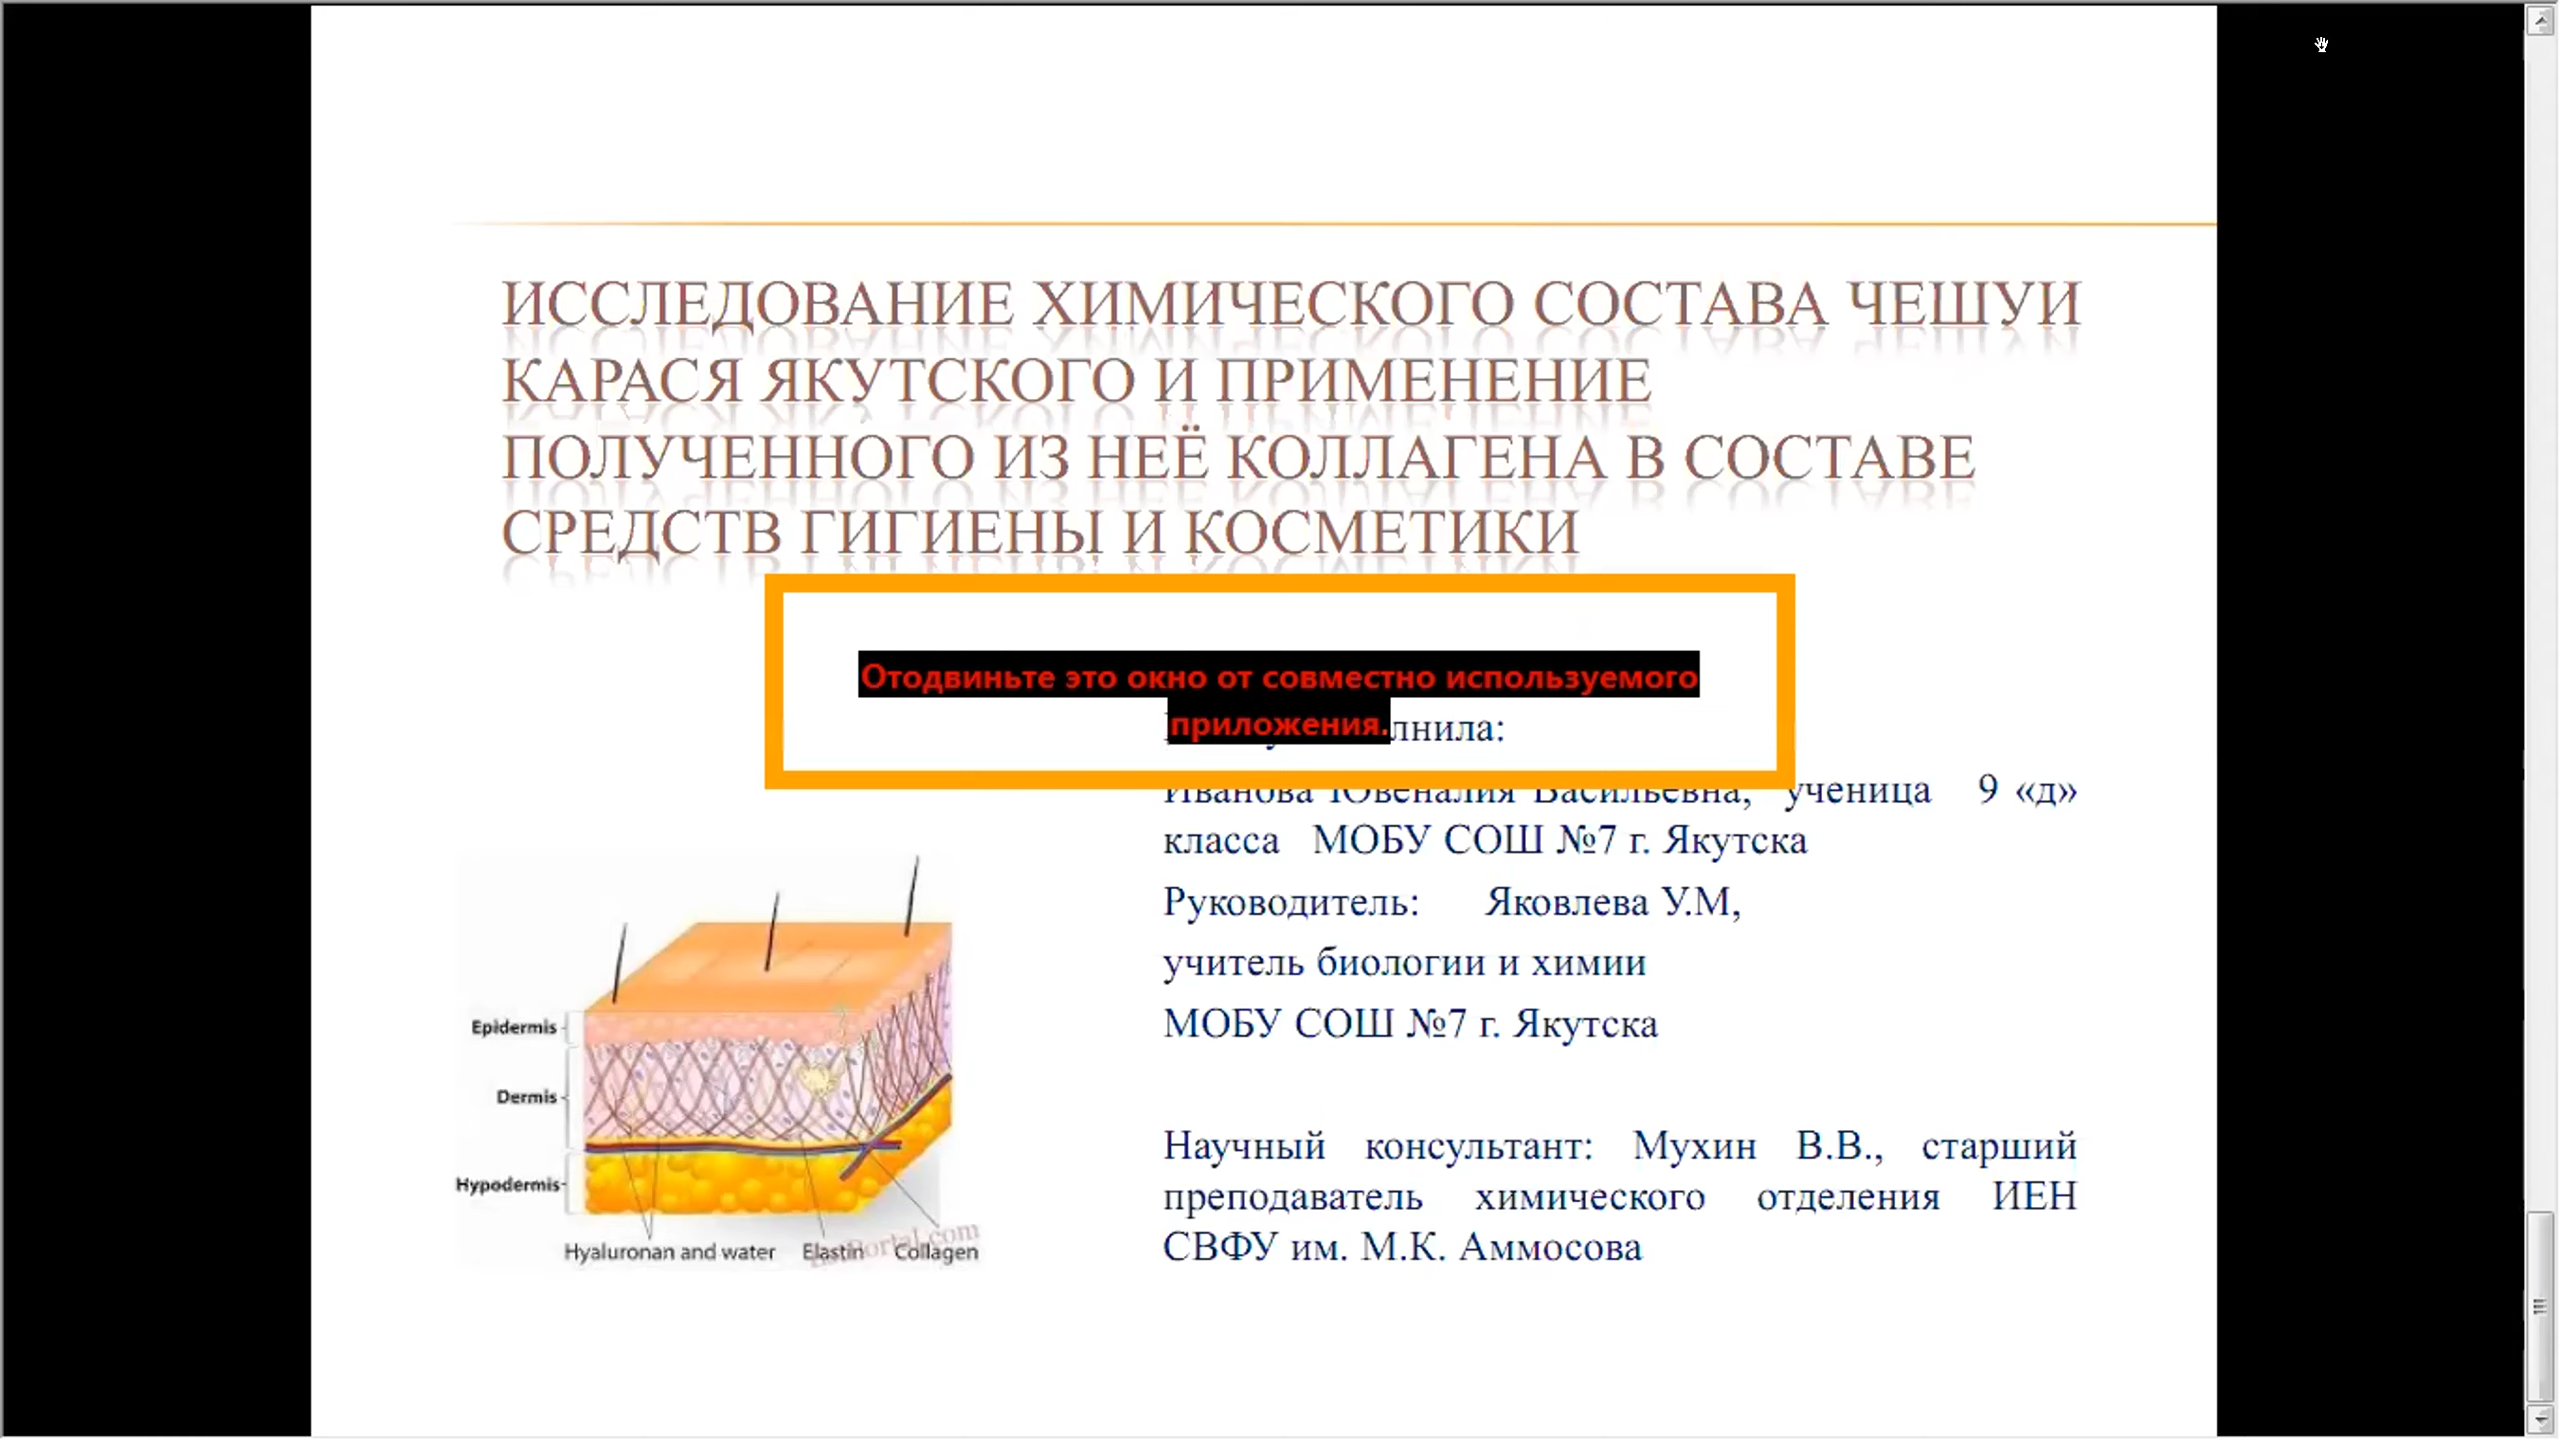 ИССЛЕДОВАНИЕ ХИМИЧЕСКОГО СОСТАВА ЧЕШУИ
КАРАСЯ ЯКУТСКОГО И ПРИМЕНЕНИЕ
ПОЛУЧЕННОГО ИЗ НЕЁ КОЛЛАГЕНА В СОСТАВЕ
СРЕДСТВ ГИГИЕНЫ И КОСМЕТИКИ
Отодвиньте это окно от совместно используемого
приложения.
лнила:
Иванова Ювеналия Васильевна, ученица 9 «д»
класса МОБУ СОШ №7 г. Якутска
Руководитель: Яковлева У.М,
учитель биологии и химии
МОБУ СОШ №7 г. Якутска
Научный консультант: Мухин В.В., старший
преподаватель химического отделения ИЕН
СВФУ им. М.К. Аммосова
Epidermis
Dermis
Hypodermis
Hyaluronan and water Elastin Collagen